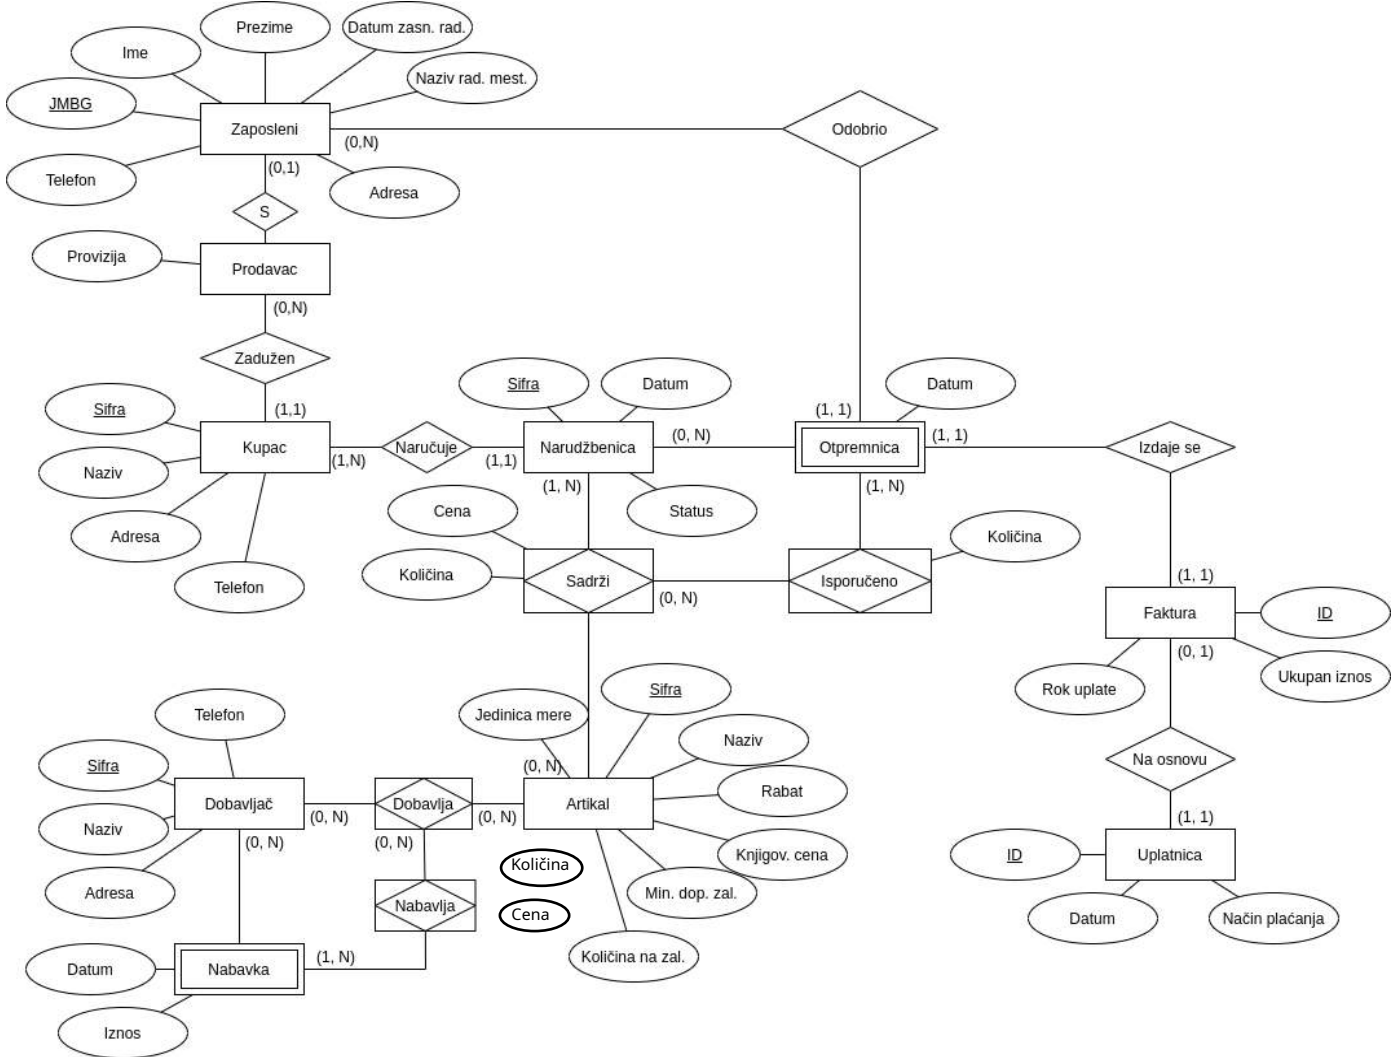 Prezime
Datum zasn. rad.
Ime
Naziv rad. mest.
JMBG
Zaposleni
Odobrio
(0,N)
(0,1)
Telefon
Adresa
S
Provizija
Prodavac
(0,N)
Zadužen
Sifra
Datum
Datum
Sifra
(1,1)
(1, 1)
Kupac
(1,N)
Naručuje
(1,1)
Narudžbenica
(0, N)
Otpremnica
(1, 1)
Izdaje se
Naziv
(1, N)
(1, N)
Cena
Status
Adresa
Količina
Količina
Sadrži
(0, N)
Isporučeno
(1, 1)
Telefon
Faktura
ID
(0, 1)
Ukupan iznos
Rok uplate
Sifra
Telefon
Jedinica mere
Naziv
Sifra
(0, N)
Na osnovu
Rabat
Dobavljač
(0, N)
Dobavlja
(0, N)
Artikal
(1, 1)
Naziv
(0, N)
(0, N)
Knjigov. cena
ID
Uplatnica
Količina
Adresa
Min. dop. zal.
Nabavlja
Cena
Datum
Način plaćanja
Količina na zal.
Datum
Nabavka
(1, N)
Iznos